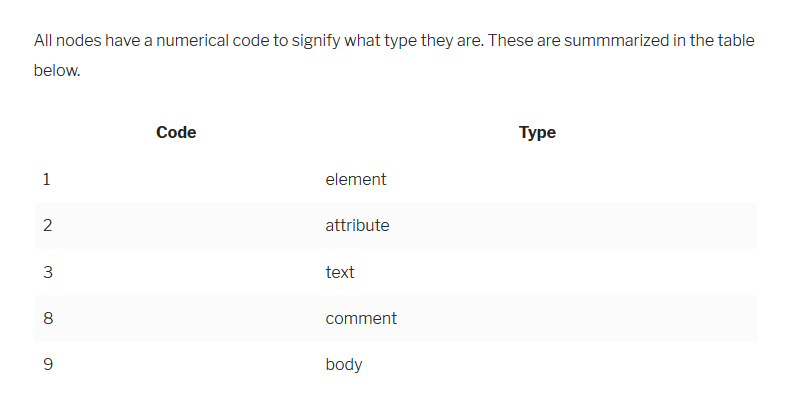 All nodes have a numerical code to signify what type they are. These are summmarized in the table
below.
Code Type
1 element
2 attribute
3 text
8 comment
9 body